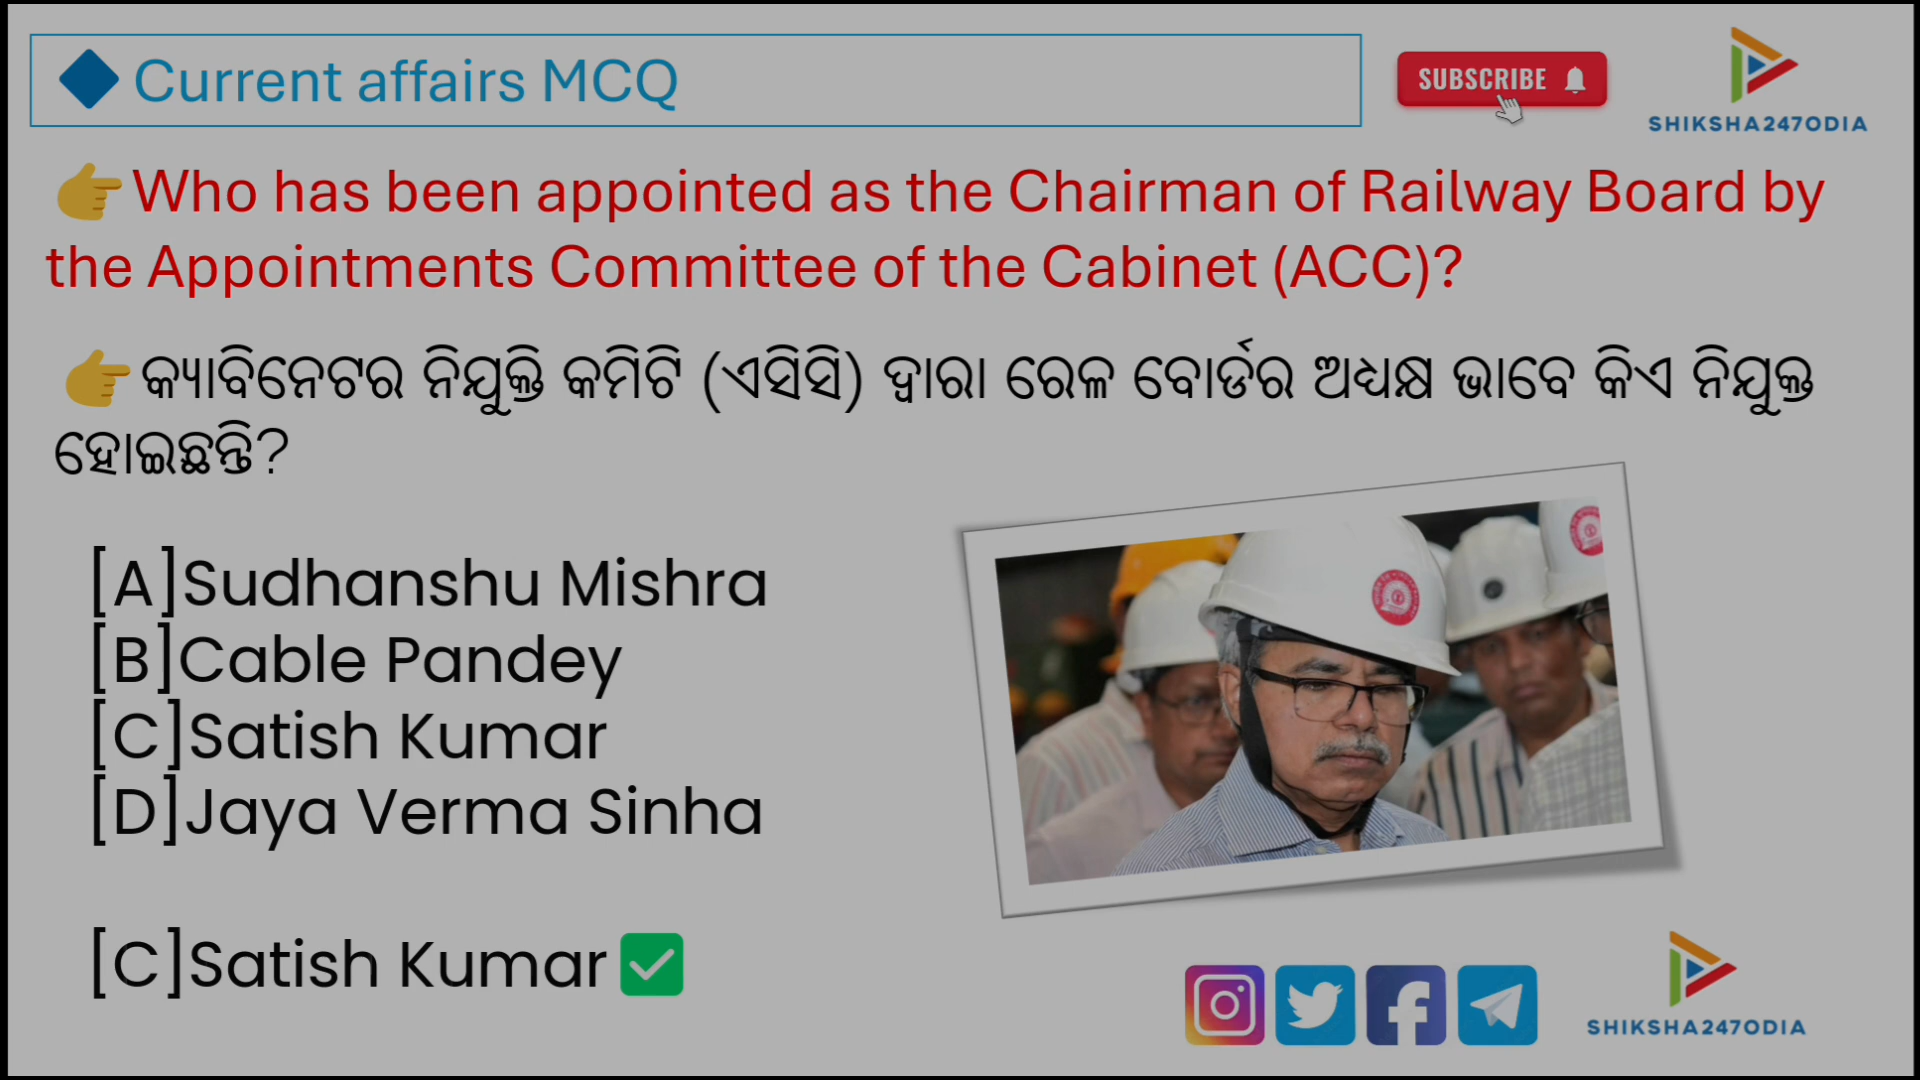 Current affairs MCQ
SUBSCRIBE
SHIKSHA247ODIA
Who has been appointed as the Chairman of Railway Board by
the Appointments Committee of the Cabinet (ACC)?
କ୍ୟାବିନେଟର ନିଯୁକ୍ତି କମିଟି (ଏସିସି) ଦ୍ୱାରା ରେଳ ବୋର୍ଡର ଅଧ୍ୟକ୍ଷ ଭାବେ କିଏ ନିଯୁକ୍ତ
ହୋଇଛନ୍ତି?
[A]Sudhanshu Mishra
[B]Cable Pandey
[C]Satish Kumar
[D]Jaya Verma Sinha
[C]Satish Kumar
SHIKSHA247ODIA